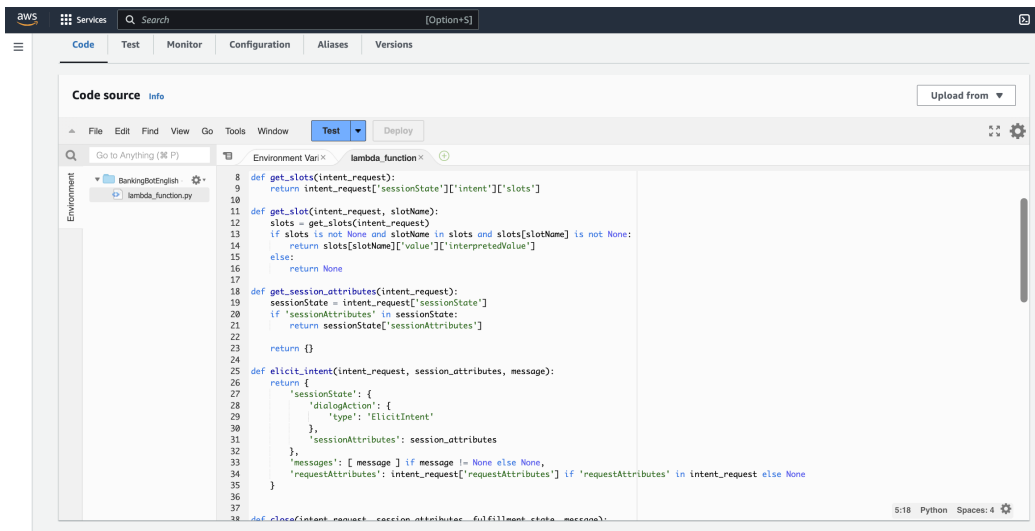 aws Services Search [Option+S]
Code Test Monitor Configuration Aliases Versions
Code source Info Upload from
File Edit Find View Go Tools Window Test Deploy
Go to Anything (⌘ P) Environment Vari × lambda_function ×
Environment
BankingBotEnglish
lambda_function.py
8 def get_slots(intent_request):
9     return intent_request['sessionState']['intent']['slots']
10
11 def get_slot(intent_request, slotName):
12     slots = get_slots(intent_request)
13     if slots is not None and slotName in slots and slots[slotName] is not None:
14         return slots[slotName]['value']['interpretedValue']
15     else:
16         return None
17
18 def get_session_attributes(intent_request):
19     sessionState = intent_request['sessionState']
20     if 'sessionAttributes' in sessionState:
21         return sessionState['sessionAttributes']
22
23     return {}
24
25 def elicit_intent(intent_request, session_attributes, message):
26     return {
27         'sessionState': {
28             'dialogAction': {
29                 'type': 'ElicitIntent'
30             },
31             'sessionAttributes': session_attributes
32         },
33         'messages': [ message ] if message != None else None,
34         'requestAttributes': intent_request['requestAttributes'] if 'requestAttributes' in intent_request else None
35     }
36
37
38 def close(intent_request, session_attributes, fulfillment_state, message):
5:18 Python Spaces: 4